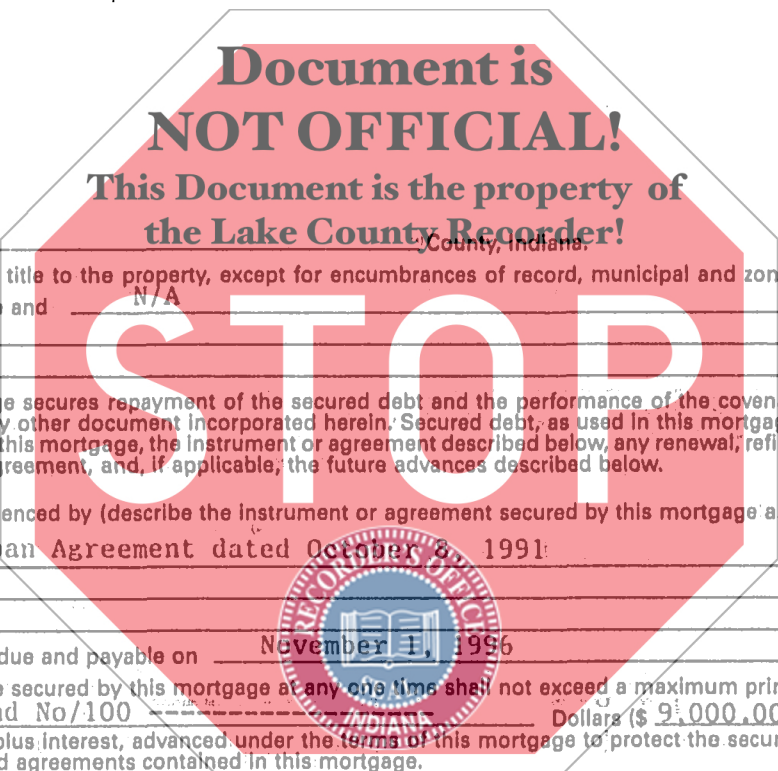 Document is
NOT OFFICIAL!
This Document is the property of
the Lake County Recorder!
County, Indiana.
title to the property, except for encumbrances of record, municipal and zon
and N/A
STOP
e secures repayment of the secured debt and the performance of the coven
y other document incorporated herein. Secured debt, as used in this mortga
this mortgage, the instrument or agreement described below, any renewal, refi
reement, and, if applicable, the future advances described below.
enced by (describe the instrument or agreement secured by this mortgage a
an Agreement dated October 8, 1991
RECORDER'S OFFICE
due and payable on November 1, 1996
e secured by this mortgage at any one time shall not exceed a maximum prin
d No/100 ---------------- Dollars ($ 9,000.00
INDIANA
plus interest, advanced under the terms of this mortgage to protect the secur
d agreements contained in this mortgage.